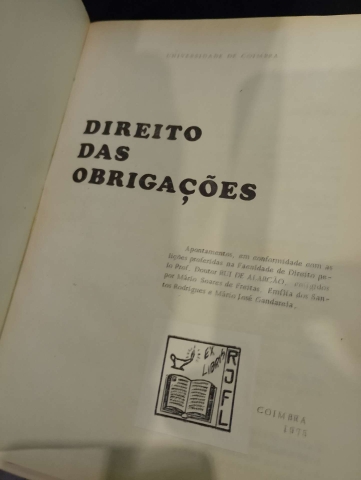 UNIVERSIDADE DE COIMBRA
DIREITO
DAS
OBRIGAÇÕES
Apontamentos, em conformidade com as
lições proferidas na Faculdade de Direito pe-
lo Prof. Doutor RUI DE ALARCÃO, coligidos
por Mário Soares de Freitas, Emília dos San-
tos Rodrigues e Mário José Gandarela.
EX
LIBRIS
RJFL
COIMBRA